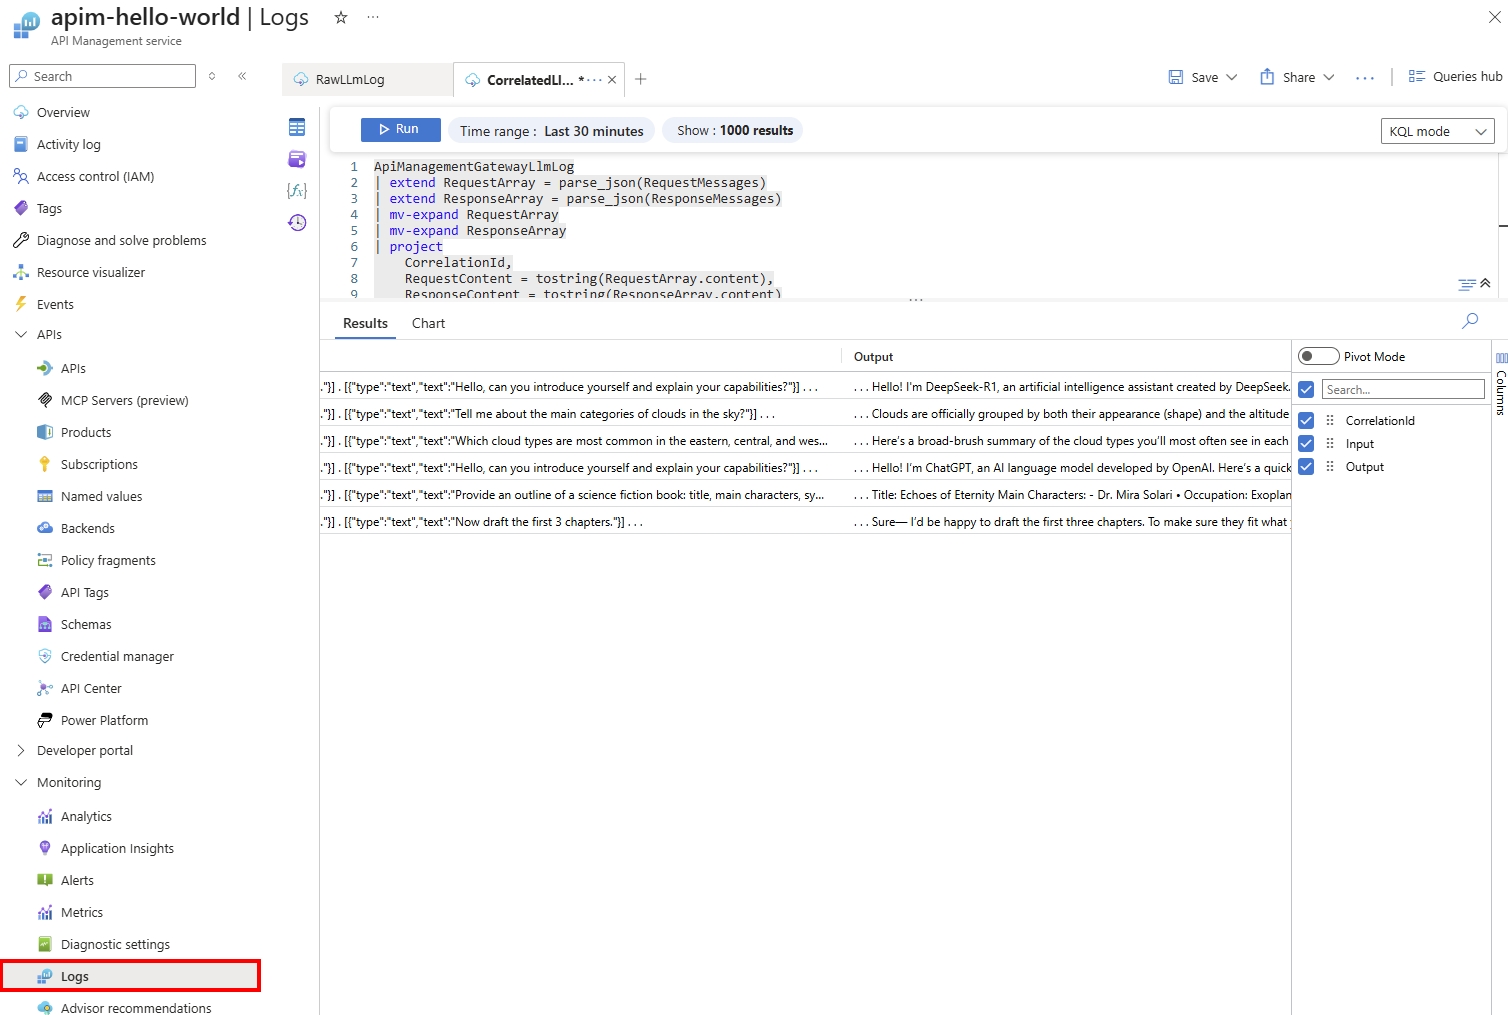 apim-hello-world | Logs
API Management service
Search
Overview
Activity log
Access control (IAM)
Tags
Diagnose and solve problems
Resource visualizer
Events
APIs
APIs
MCP Servers (preview)
Products
Subscriptions
Named values
Backends
Policy fragments
API Tags
Schemas
Credential manager
API Center
Power Platform
Developer portal
Monitoring
Analytics
Application Insights
Alerts
Metrics
Diagnostic settings
Logs
Advisor recommendations
RawLLmLog
CorrelatedLl... *
Save
Share
Queries hub
Run
Time range : Last 30 minutes
Show : 1000 results
KQL mode
1 ApiManagementGatewayLlmLog
2 | extend RequestArray = parse_json(RequestMessages)
3 | extend ResponseArray = parse_json(ResponseMessages)
4 | mv-expand RequestArray
5 | mv-expand ResponseArray
6 | project
7 CorrelationId,
8 RequestContent = tostring(RequestArray.content),
9 ResponseContent = tostring(ResponseArray.content)
Results
Chart
Output
."}] . [{"type":"text","text":"Hello, can you introduce yourself and explain your capabilities?"}] . . .
. . . Hello! I'm DeepSeek-R1, an artificial intelligence assistant created by DeepSeek.
."}] . [{"type":"text","text":"Tell me about the main categories of clouds in the sky?"}] . . .
. . . Clouds are officially grouped by both their appearance (shape) and the altitude
."}] . [{"type":"text","text":"Which cloud types are most common in the eastern, central, and wes...
. . . Here's a broad-brush summary of the cloud types you'll most often see in each
."}] . [{"type":"text","text":"Hello, can you introduce yourself and explain your capabilities?"}] . . .
. . . Hello! I'm ChatGPT, an AI language model developed by OpenAI. Here's a quick
."}] . [{"type":"text","text":"Provide an outline of a science fiction book: title, main characters, sy...
. . . Title: Echoes of Eternity Main Characters: - Dr. Mira Solari • Occupation: Exoplan
."}] . [{"type":"text","text":"Now draft the first 3 chapters."}] . . .
. . . Sure— I'd be happy to draft the first three chapters. To make sure they fit what
Pivot Mode
Search...
CorrelationId
Input
Output
Columns